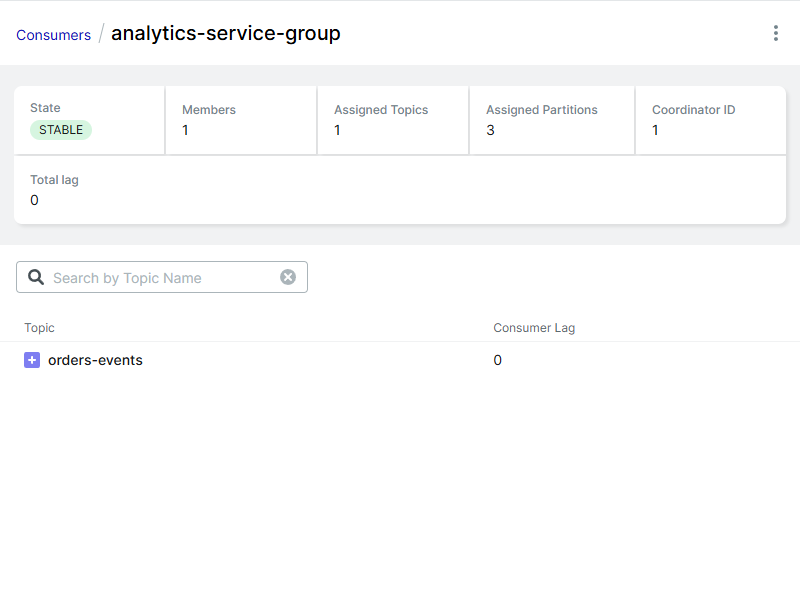 Consumers / analytics-service-group
State
STABLE
Members
1
Assigned Topics
1
Assigned Partitions
3
Coordinator ID
1
Total lag
0
Search by Topic Name
Topic Consumer Lag
orders-events 0